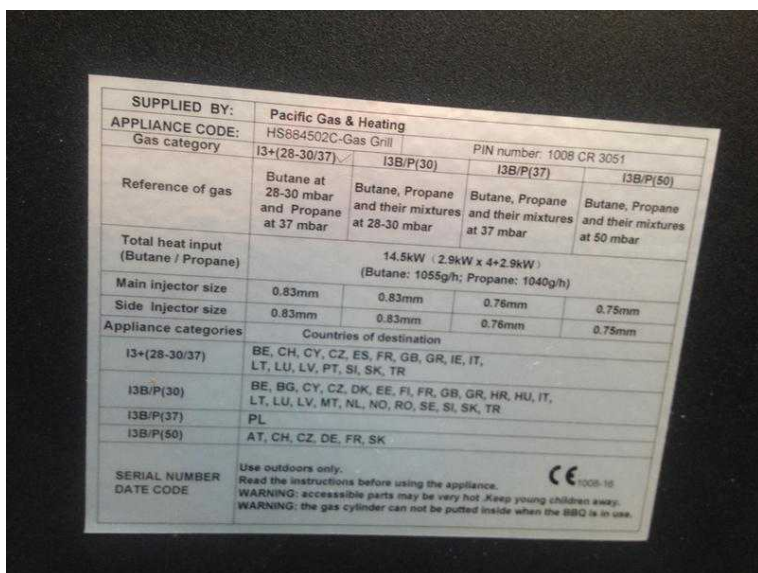 SUPPLIED BY: Pacific Gas & Heating
APPLIANCE CODE: HS884502C-Gas Grill PIN number: 1008 CR 3051
Gas category I3+(28-30/37) I3B/P(30) I3B/P(37) I3B/P(50)
Reference of gas
Butane at
28-30 mbar
and Propane
at 37 mbar
Butane, Propane
and their mixtures
at 28-30 mbar
Butane, Propane
and their mixtures
at 37 mbar
Butane, Propane
and their mixtures
at 50 mbar
Total heat input
(Butane / Propane)
14.5kW (2.9kW x 4+2.9kW)
(Butane: 1055g/h; Propane: 1040g/h)
Main injector size 0.83mm 0.83mm 0.76mm 0.75mm
Side Injector size 0.83mm 0.83mm 0.76mm 0.75mm
Appliance categories Countries of destination
I3+(28-30/37)
BE, CH, CY, CZ, ES, FR, GB, GR, IE, IT,
LT, LU, LV, PT, SI, SK, TR
I3B/P(30)
BE, BG, CY, CZ, DK, EE, FI, FR, GB, GR, HR, HU, IT,
LT, LU, LV, MT, NL, NO, RO, SE, SI, SK, TR
I3B/P(37) PL
I3B/P(50) AT, CH, CZ, DE, FR, SK
SERIAL NUMBER
DATE CODE
Use outdoors only.
Read the instructions before using the appliance.
WARNING: accesssible parts may be very hot .Keep young children away.
WARNING: the gas cylinder can not be putted inside when the BBQ is in use.
CE 1008-16